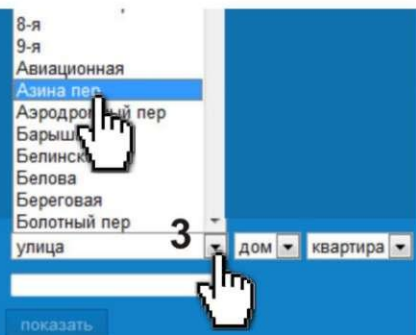 8-я
9-я
Авиационная
Азина пер
пер
Белова
Береговая
Болотный пер
улица 3 дом квартира
показать